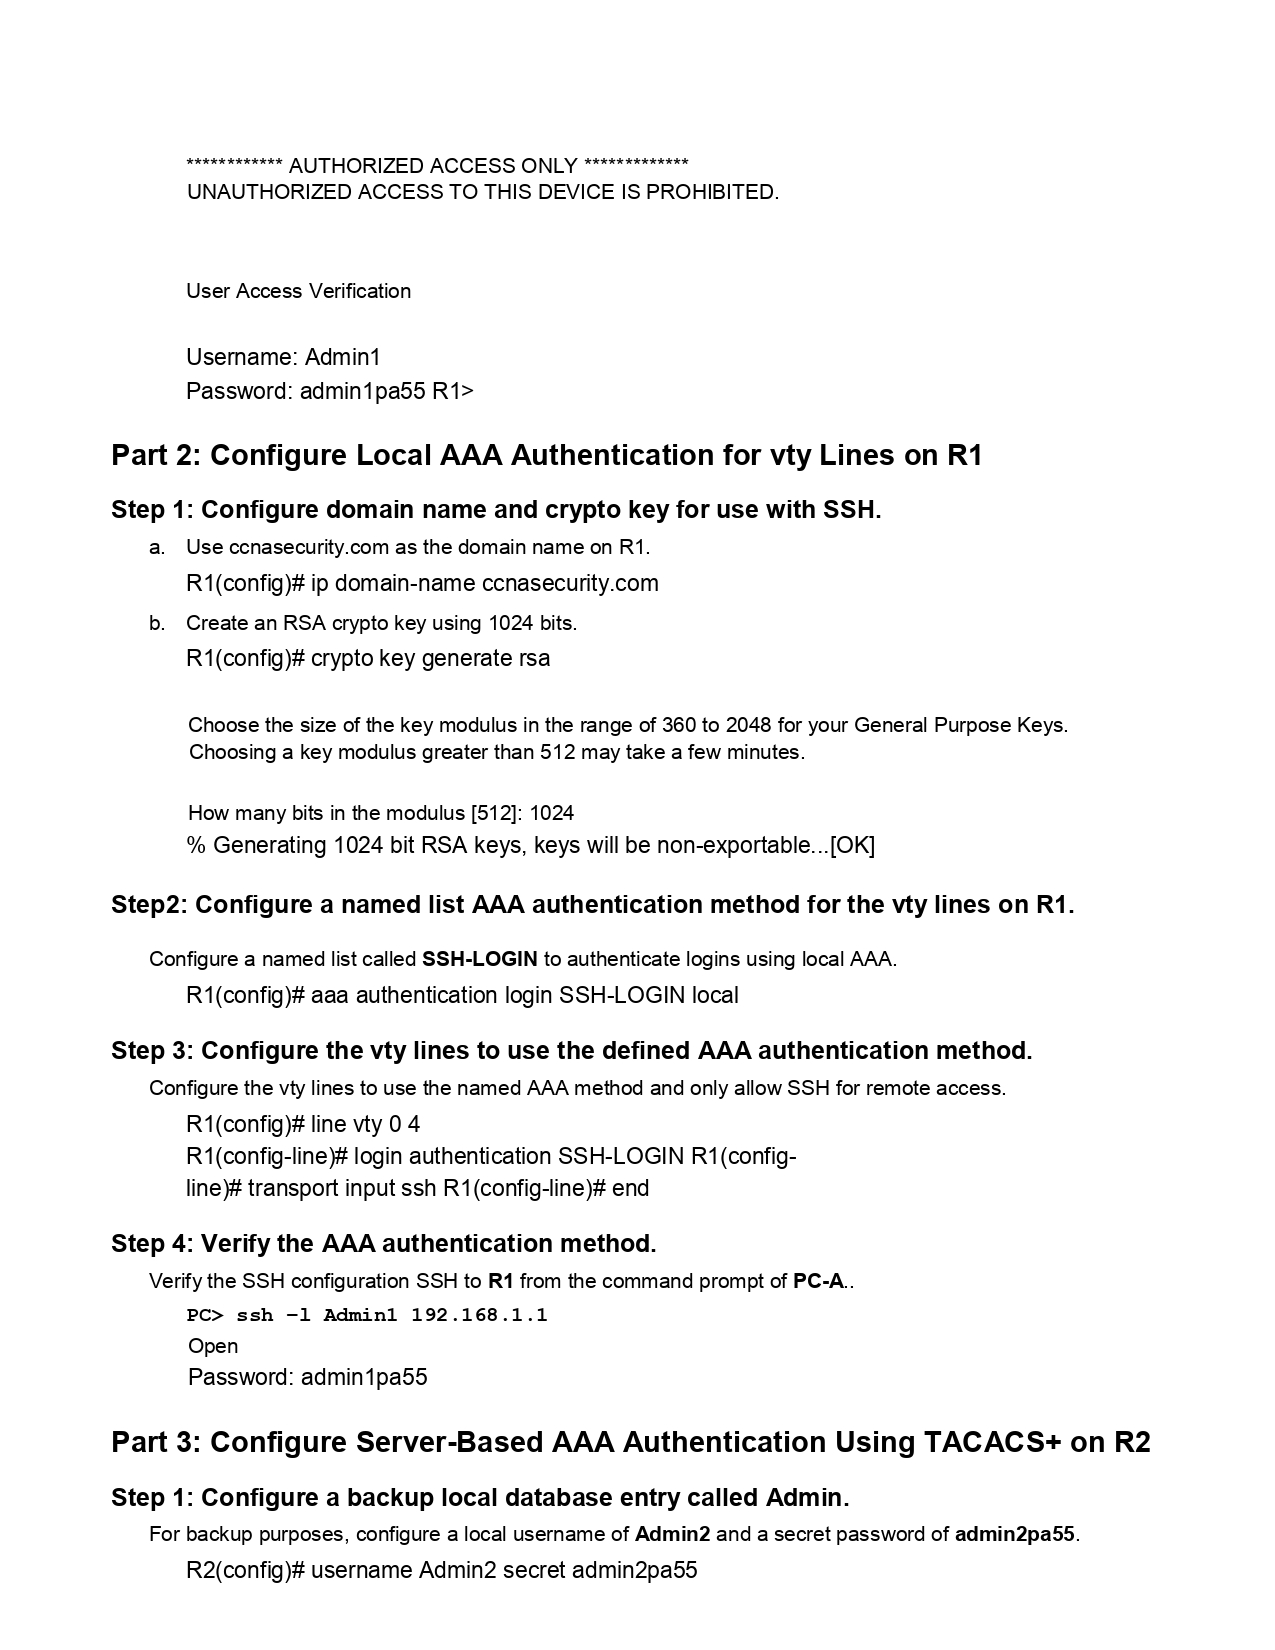 ************ AUTHORIZED ACCESS ONLY *************
UNAUTHORIZED ACCESS TO THIS DEVICE IS PROHIBITED.
User Access Verification
Username: Admin1
Password: admin1pa55 R1>
Part 2: Configure Local AAA Authentication for vty Lines on R1
Step 1: Configure domain name and crypto key for use with SSH.
a. Use ccnasecurity.com as the domain name on R1.
R1(config)# ip domain-name ccnasecurity.com
b. Create an RSA crypto key using 1024 bits.
R1(config)# crypto key generate rsa
Choose the size of the key modulus in the range of 360 to 2048 for your General Purpose Keys.
Choosing a key modulus greater than 512 may take a few minutes.
How many bits in the modulus [512]: 1024
% Generating 1024 bit RSA keys, keys will be non-exportable...[OK]
Step2: Configure a named list AAA authentication method for the vty lines on R1.
Configure a named list called SSH-LOGIN to authenticate logins using local AAA.
R1(config)# aaa authentication login SSH-LOGIN local
Step 3: Configure the vty lines to use the defined AAA authentication method.
Configure the vty lines to use the named AAA method and only allow SSH for remote access.
R1(config)# line vty 0 4
R1(config-line)# login authentication SSH-LOGIN R1(config-
line)# transport input ssh R1(config-line)# end
Step 4: Verify the AAA authentication method.
Verify the SSH configuration SSH to R1 from the command prompt of PC-A..
PC> ssh –l Admin1 192.168.1.1
Open
Password: admin1pa55
Part 3: Configure Server-Based AAA Authentication Using TACACS+ on R2
Step 1: Configure a backup local database entry called Admin.
For backup purposes, configure a local username of Admin2 and a secret password of admin2pa55.
R2(config)# username Admin2 secret admin2pa55